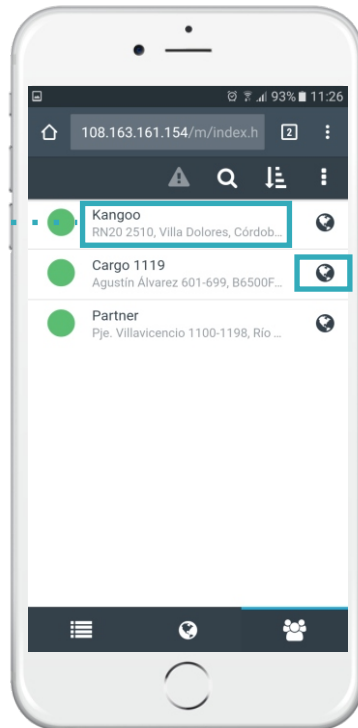 93% 11:26
108.163.161.154/m/index.h 2
Kangoo
RN20 2510, Villa Dolores, Córdob...
Cargo 1119
Agustín Álvarez 601-699, B6500F...
Partner
Pje. Villavicencio 1100-1198, Río ...